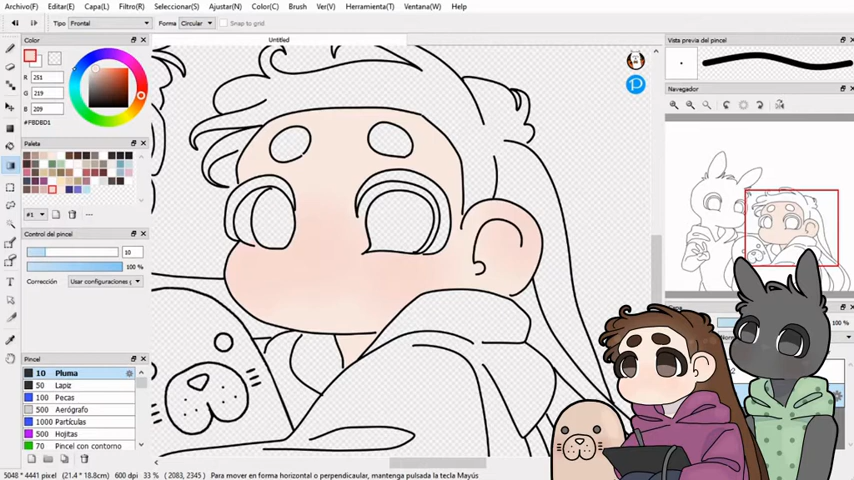 Archivo(F) Editar(E) Capa(L) Filtro(R) Seleccionar(S) Ajustar(N) Color(C) Brush Ver(V) Herramienta(T) Ventana(W) Help
Tipo Frontal Forma Circular Snap to grid
Color
Untitled
Vista previa del pincel
R 251
G 219
B 209
#FBDBD1
Navegador
Paleta
#1
Control del pincel
10
100 %
Corrección Usar configuraciones
100 %
Pincel
10 Pluma
50 Lapiz
100 Pecas
500 Aerógrafo
1000 Partículas
500 Hojitas
70 Pincel con contorno
5048 * 4441 pixel (21.4 * 18.8cm) 600 dpi 33 % ( 2083, 2345 ) Para mover en forma horizontal o perpendicular, mantenga pulsada la tecla Mayús